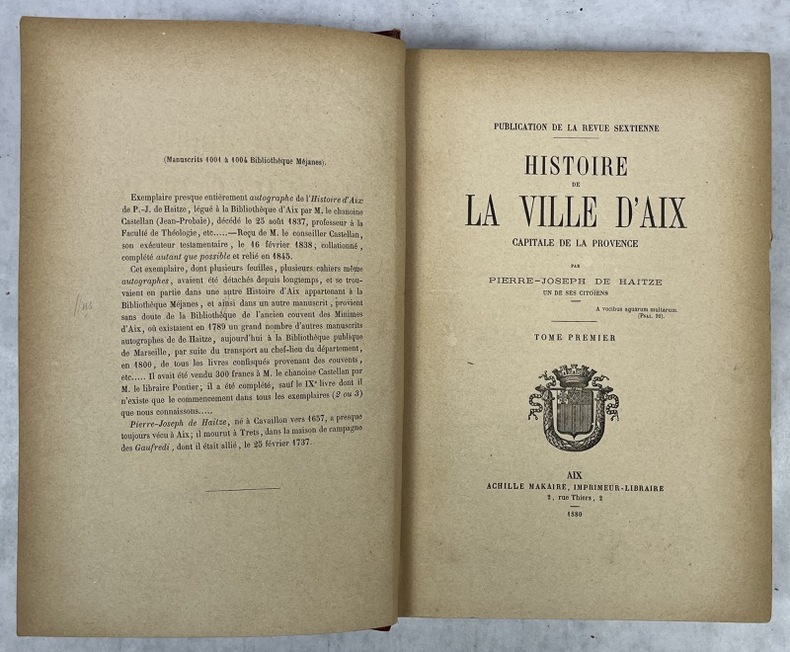 (Manuscrits 1001 à 1004 Bibliothèque Méjanes).
Exemplaire presque entièrement autographe de l'Histoire d'Aix
de P.-J. de Haitze, légué à la Bibliothèque d'Aix par M. le chanoine
Castellan (Jean-Probaïe), décédé le 25 août 1837, professeur à la
Faculté de Théologie, etc.....—Reçu de M. le conseiller Castellan,
son exécuteur testamentaire, le 16 février 1838; collationné,
complété autant que possible et relié en 1845.
Cet exemplaire, dont plusieurs feuilles, plusieurs cahiers même
autographes, avaient été détachés depuis longtemps, et se trou-
vaient en partie dans une autre Histoire d'Aix appartenant à la
Bibliothèque Méjanes, et ainsi dans un autre manuscrit, provient
sans doute de la Bibliothèque de l'ancien couvent des Minimes
d'Aix, où existaient en 1789 un grand nombre d'autres manuscrits
autographes de de Haitze, aujourd'hui à la Bibliothèque publique
de Marseille, par suite du transport au chef-lieu du département,
en 1800, de tous les livres confisqués provenant des couvents,
etc..... Il avait été vendu 300 francs à M. le chanoine Castellan par
M. le libraire Pontier; il a été complété, sauf le IXe livre dont il
n'existe que le commencement dans tous les exemplaires (2 ou 3)
que nous connaissons.....
Pierre-Joseph de Haitze, né à Cavaillon vers 1657, a presque
toujours vécu à Aix; il mourut à Trets, dans la maison de campagne
des Gaufredi, dont il était allié, le 25 février 1737.
PUBLICATION DE LA REVUE SEXTIENNE
HISTOIRE
DE
LA VILLE D'AIX
CAPITALE DE LA PROVENCE
PAR
PIERRE-JOSEPH DE HAITZE
UN DE SES CITOÏENS
A vocibus aquarum multarum.
(Psal. 92).
TOME PREMIER
AIX
ACHILLE MAKAIRE, IMPRIMEUR-LIBRAIRE
2, rue Thiers, 2
1880